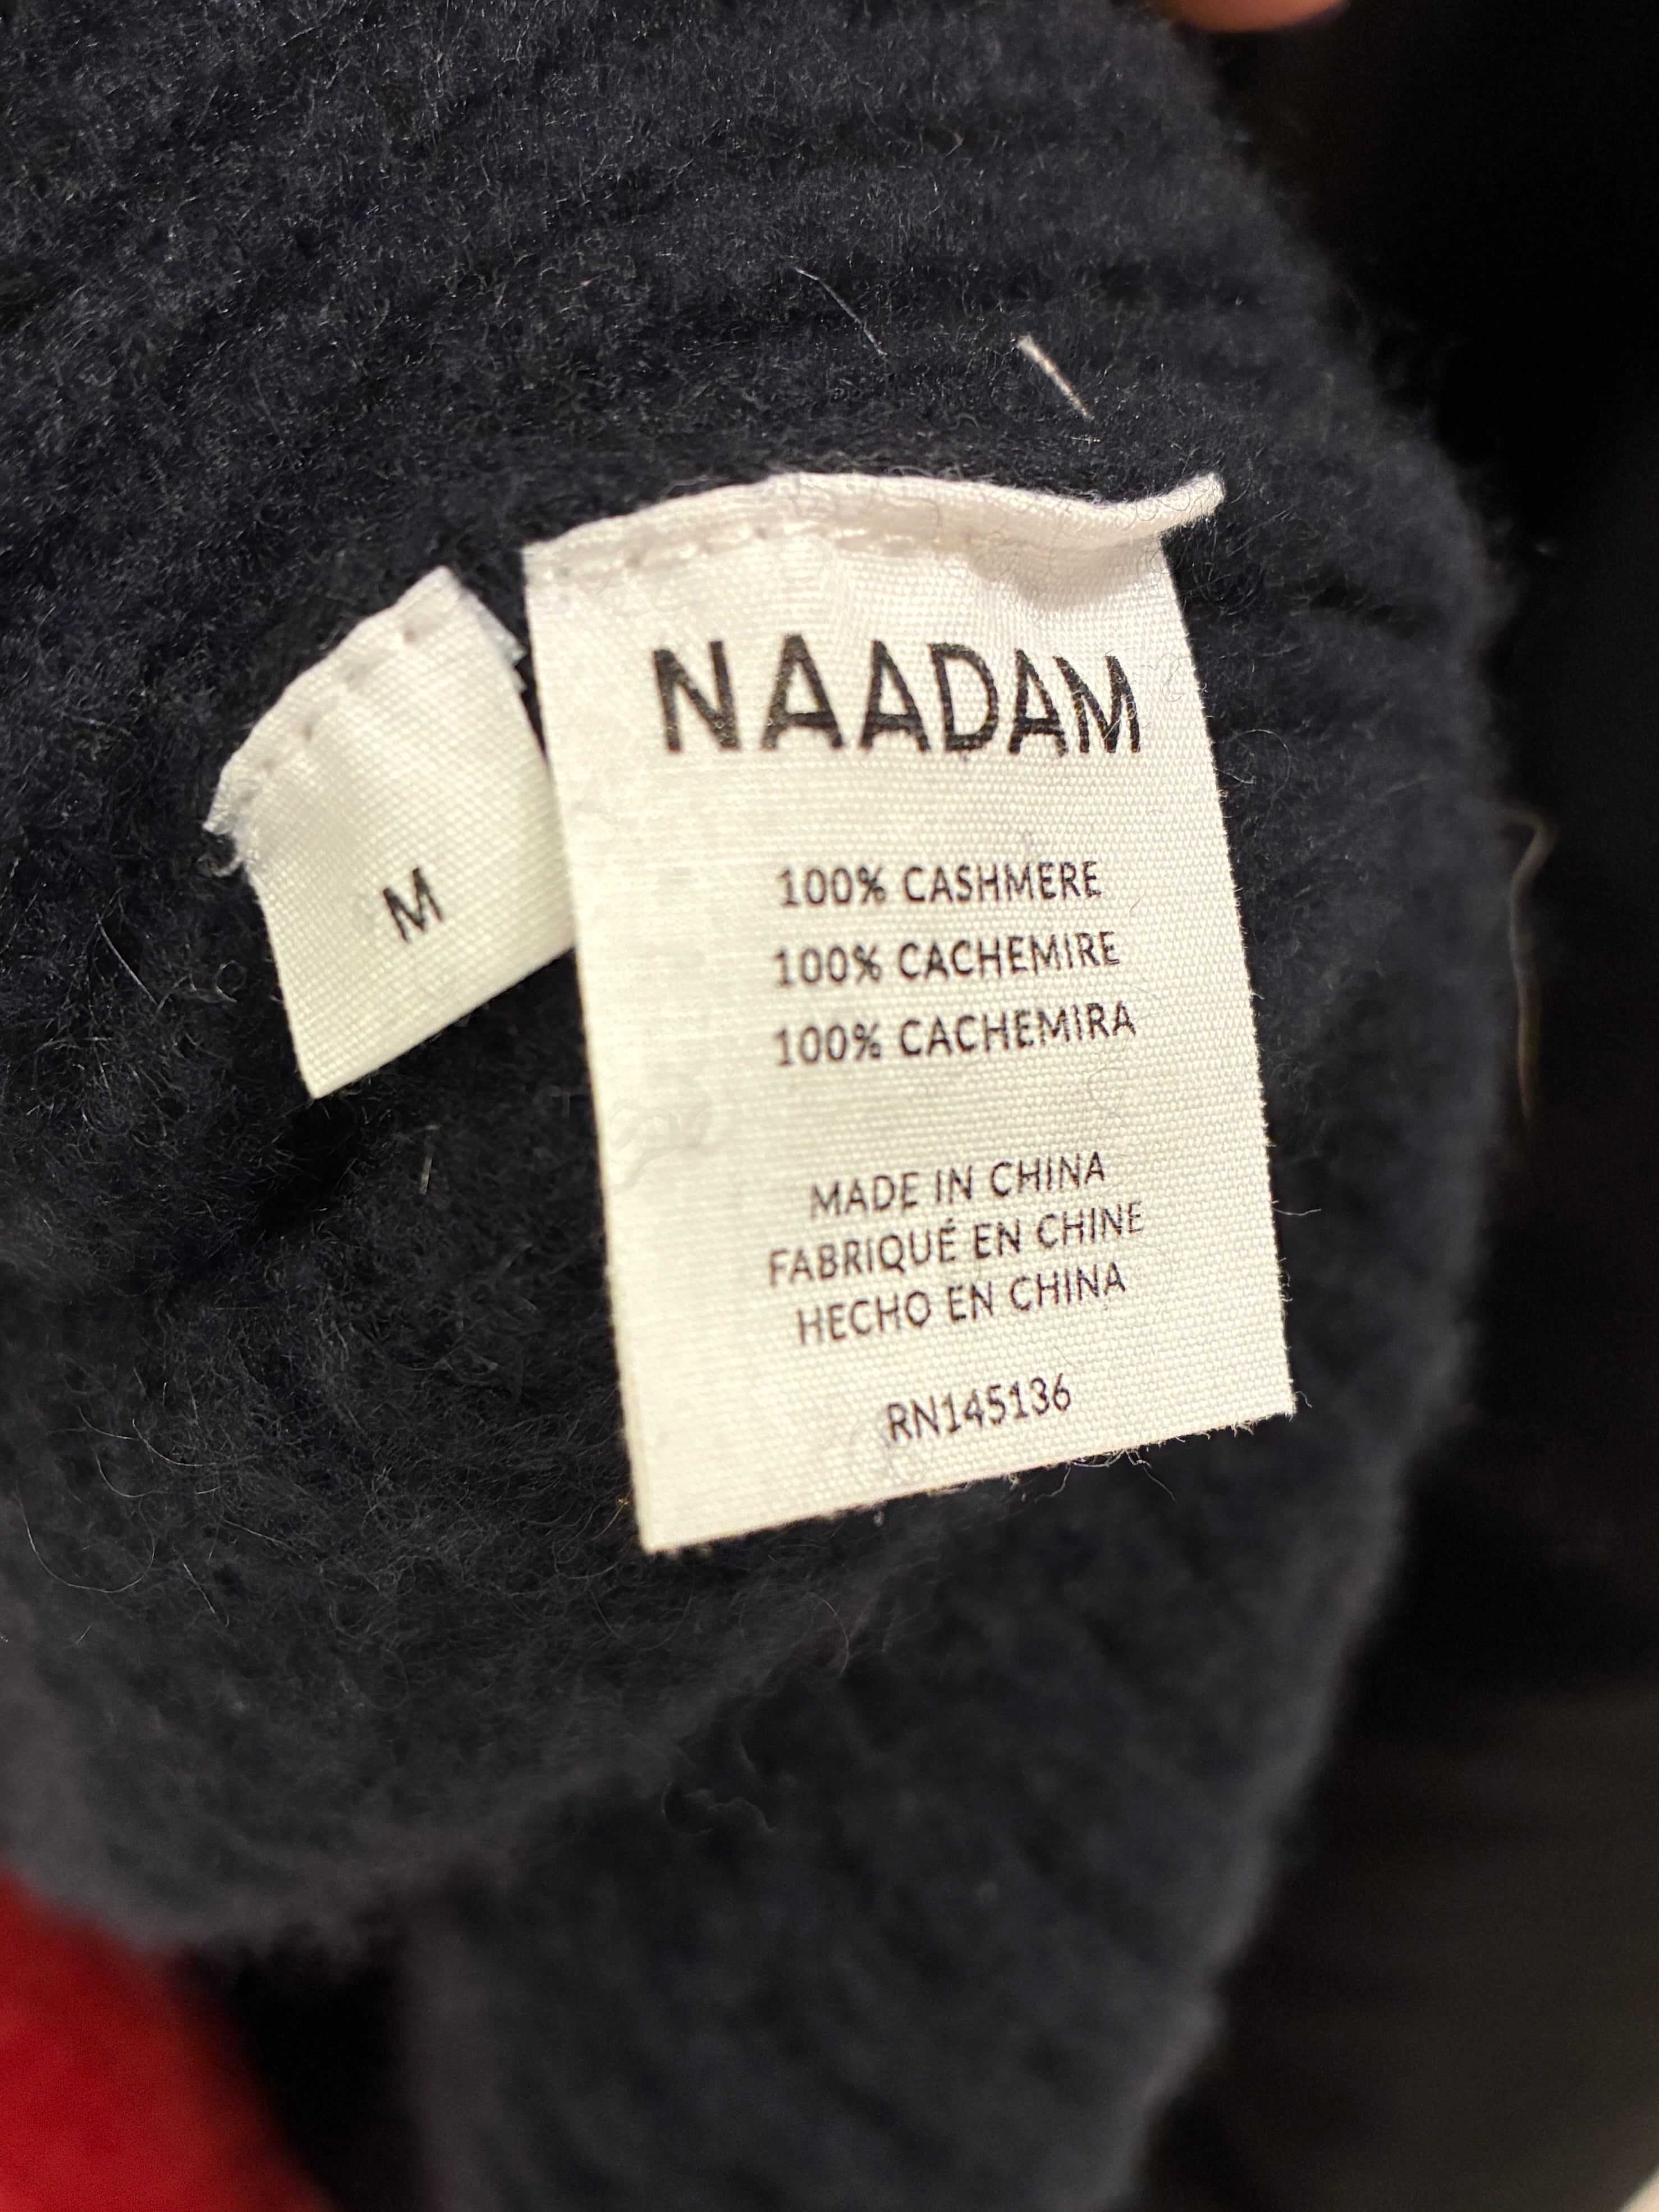 M
NAADAM
100% CASHMERE
100% CACHEMIRE
100% CACHEMIRA
MADE IN CHINA
FABRIQUÉ EN CHINE
HECHO EN CHINA
RN145136